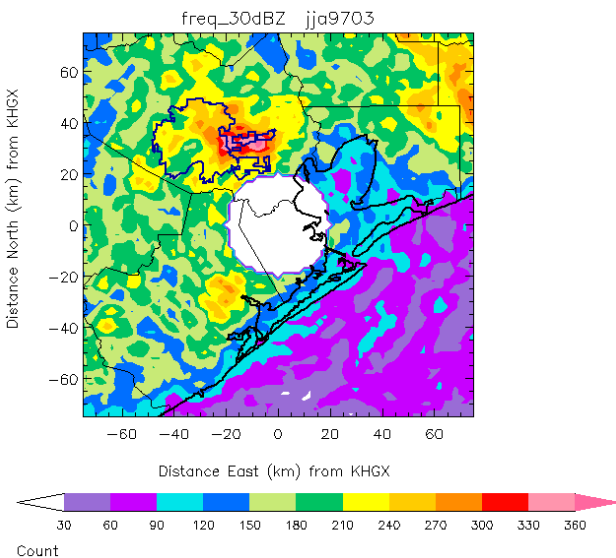 freq_30dBZ jja9703
Distance North (km) from KHGX
60
40
20
0
−20
−40
−60
−60 −40 −20 0 20 40 60
Distance East (km) from KHGX
30 60 90 120 150 180 210 240 270 300 330 360
Count